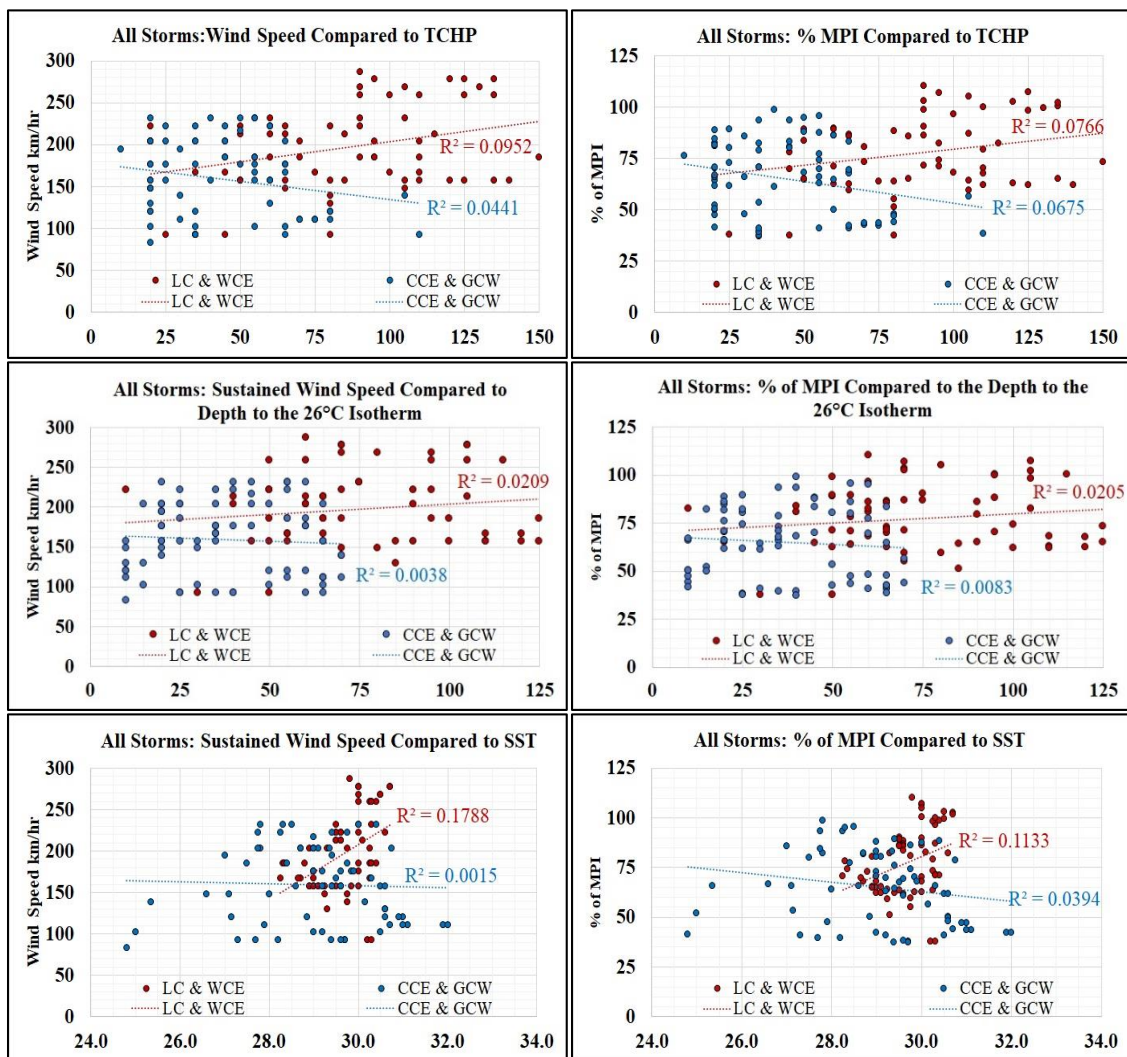 All Storms:Wind Speed Compared to TCHP
300
250
200
150
100
50
0
Wind Speed km/hr
R² = 0.0952
R² = 0.0441
LC & WCE
CCE & GCW
LC & WCE
CCE & GCW
0
25
50
75
100
125
150
All Storms: % MPI Compared to TCHP
125
100
75
50
25
0
% of MPI
R² = 0.0766
R² = 0.0675
LC & WCE
CCE & GCW
LC & WCE
CCE & GCW
0
25
50
75
100
125
150
All Storms: Sustained Wind Speed Compared to
Depth to the 26°C Isotherm
300
250
200
150
100
50
0
Wind Speed km/hr
R² = 0.0209
R² = 0.0038
LC & WCE
CCE & GCW
LC & WCE
CCE & GCW
0
25
50
75
100
125
All Storms: % of MPI Compared to the Depth to the
26°C Isotherm
125
100
75
50
25
0
% of MPI
R² = 0.0205
R² = 0.0083
LC & WCE
CCE & GCW
LC & WCE
CCE & GCW
0
25
50
75
100
125
All Storms: Sustained Wind Speed Compared to SST
300
250
200
150
100
50
0
Wind Speed km/hr
R² = 0.1788
R² = 0.0015
LC & WCE
CCE & GCW
LC & WCE
CCE & GCW
24.0
26.0
28.0
30.0
32.0
34.0
All Storms: % of MPI Compared to SST
125
100
75
50
25
0
% of MPI
R² = 0.1133
R² = 0.0394
LC & WCE
CCE & GCW
LC & WCE
CCE & GCW
24.0
26.0
28.0
30.0
32.0
34.0